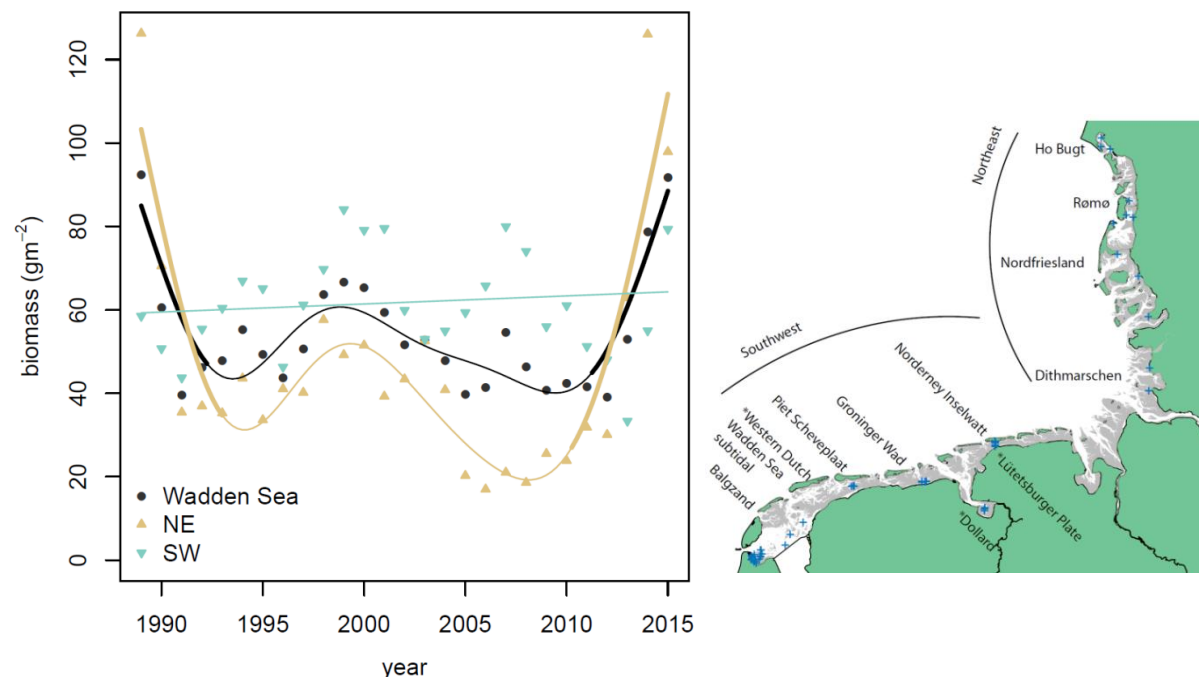 120
100
80
60
40
20
0
biomass (gm−2)
Wadden Sea
NE
SW
1990
1995
2000
2005
2010
2015
year
Northeast
Ho Bugt
Rømø
Nordfriesland
Dithmarschen
Southwest
Norderney Inselwatt
Groninger Wad
Piet Scheveplaat
*Western Dutch
Wadden Sea
subtidal
Balgzand
*Lütetsburger Plate
*Dollard